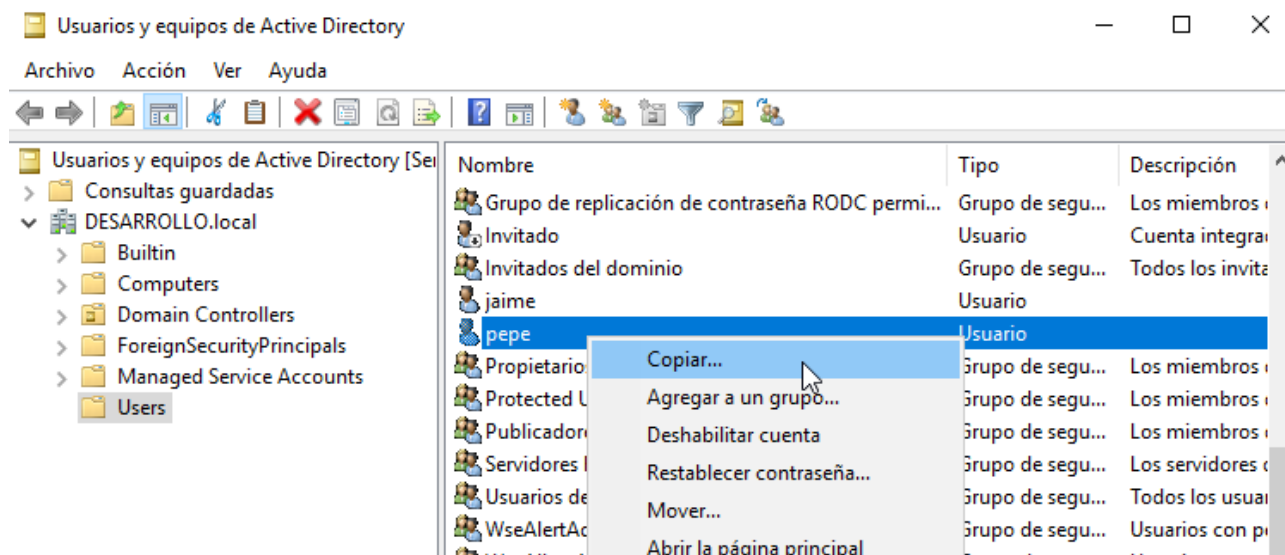 Usuarios y equipos de Active Directory
Archivo Acción Ver Ayuda
Usuarios y equipos de Active Directory [Ser
Consultas guardadas
DESARROLLO.local
Builtin
Computers
Domain Controllers
ForeignSecurityPrincipals
Managed Service Accounts
Users
Nombre Tipo Descripción
Grupo de replicación de contraseña RODC permi... Grupo de segu... Los miembros
Invitado Usuario Cuenta integra
Invitados del dominio Grupo de segu... Todos los invita
jaime Usuario
pepe Usuario
Propietario Grupo de segu... Los miembros
Protected U Grupo de segu... Los miembros
Publicador Grupo de segu... Los miembros
Servidores Grupo de segu... Los servidores
Usuarios de Grupo de segu... Todos los usua
WseAlertAd Grupo de segu... Usuarios con p
Copiar...
Agregar a un grupo...
Deshabilitar cuenta
Restablecer contraseña...
Mover...
Abrir la página principal